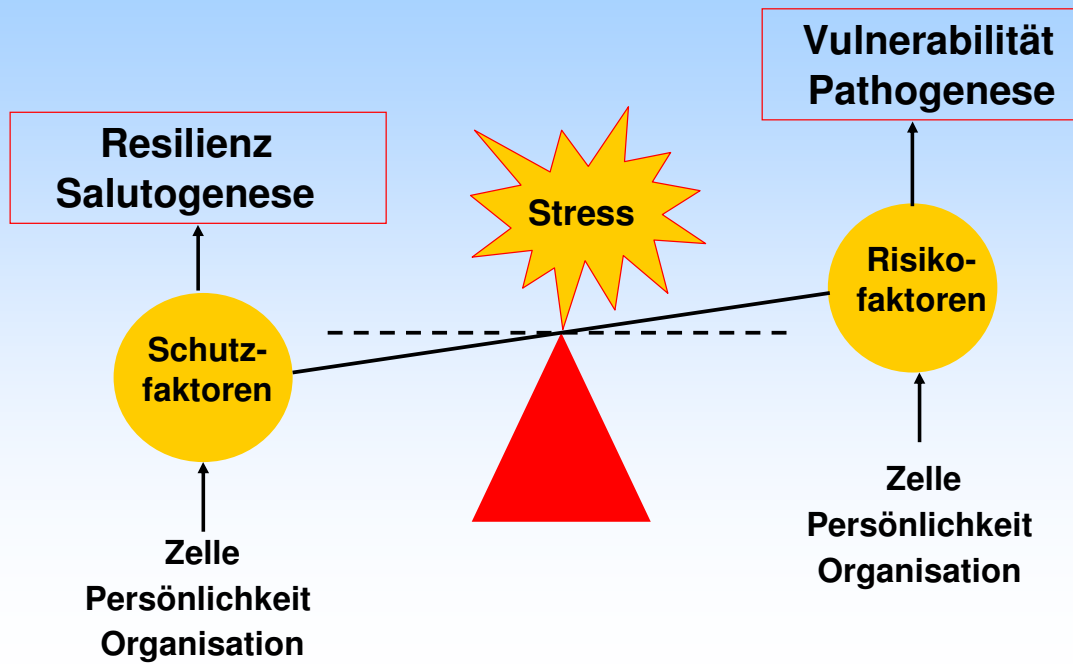 Vulnerabilität
Pathogenese
Resilienz
Salutogenese
Stress
Risiko-
faktoren
Schutz-
faktoren
Zelle
Persönlichkeit
Organisation
Zelle
Persönlichkeit
Organisation